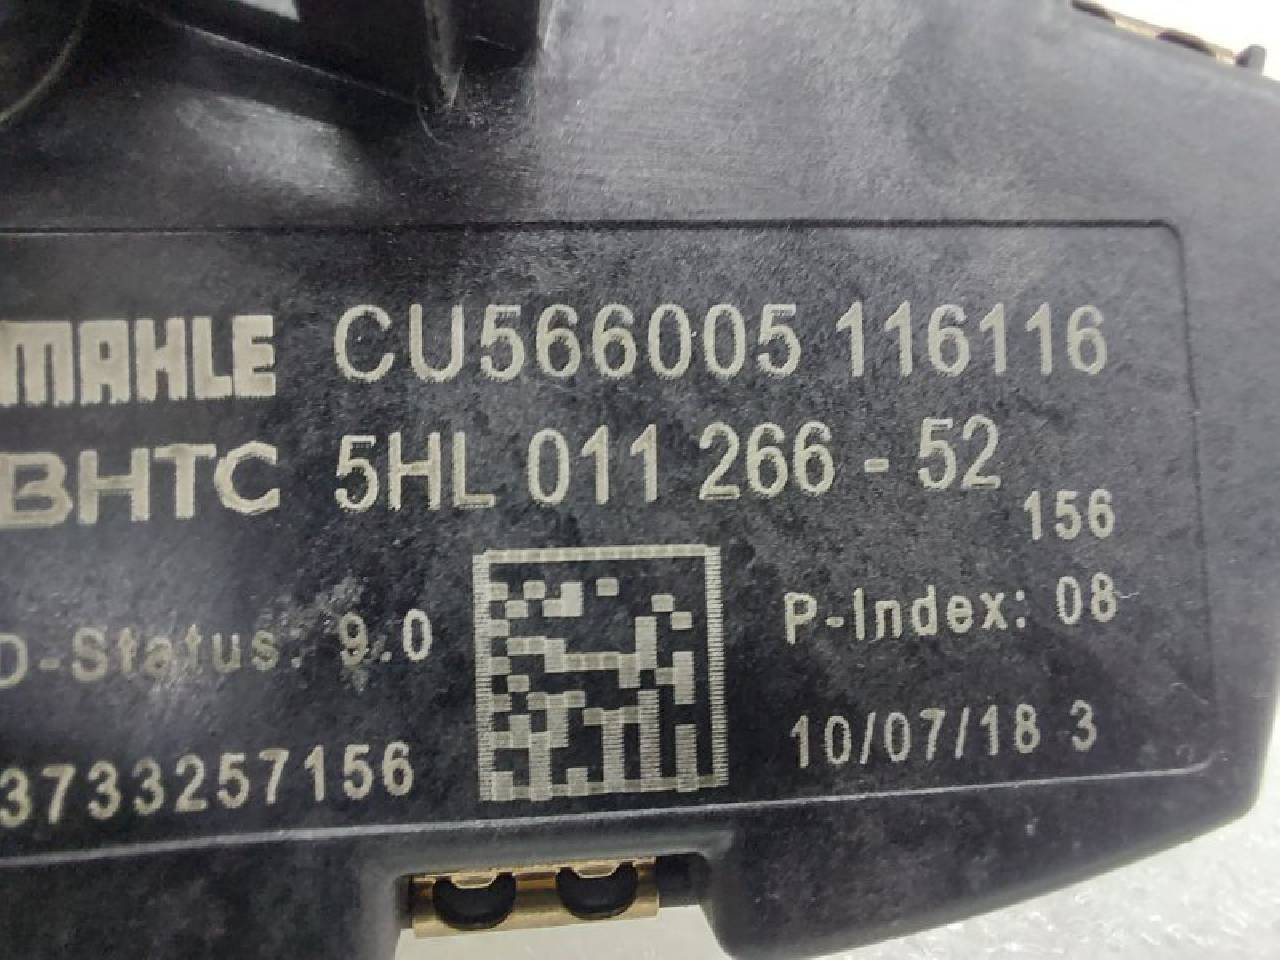 MAHLE CU566005 116116
BHTC 5HL 011 266 - 52
156
D-Status: 9.0
P-Index: 08
3733257156
10/07/18 3